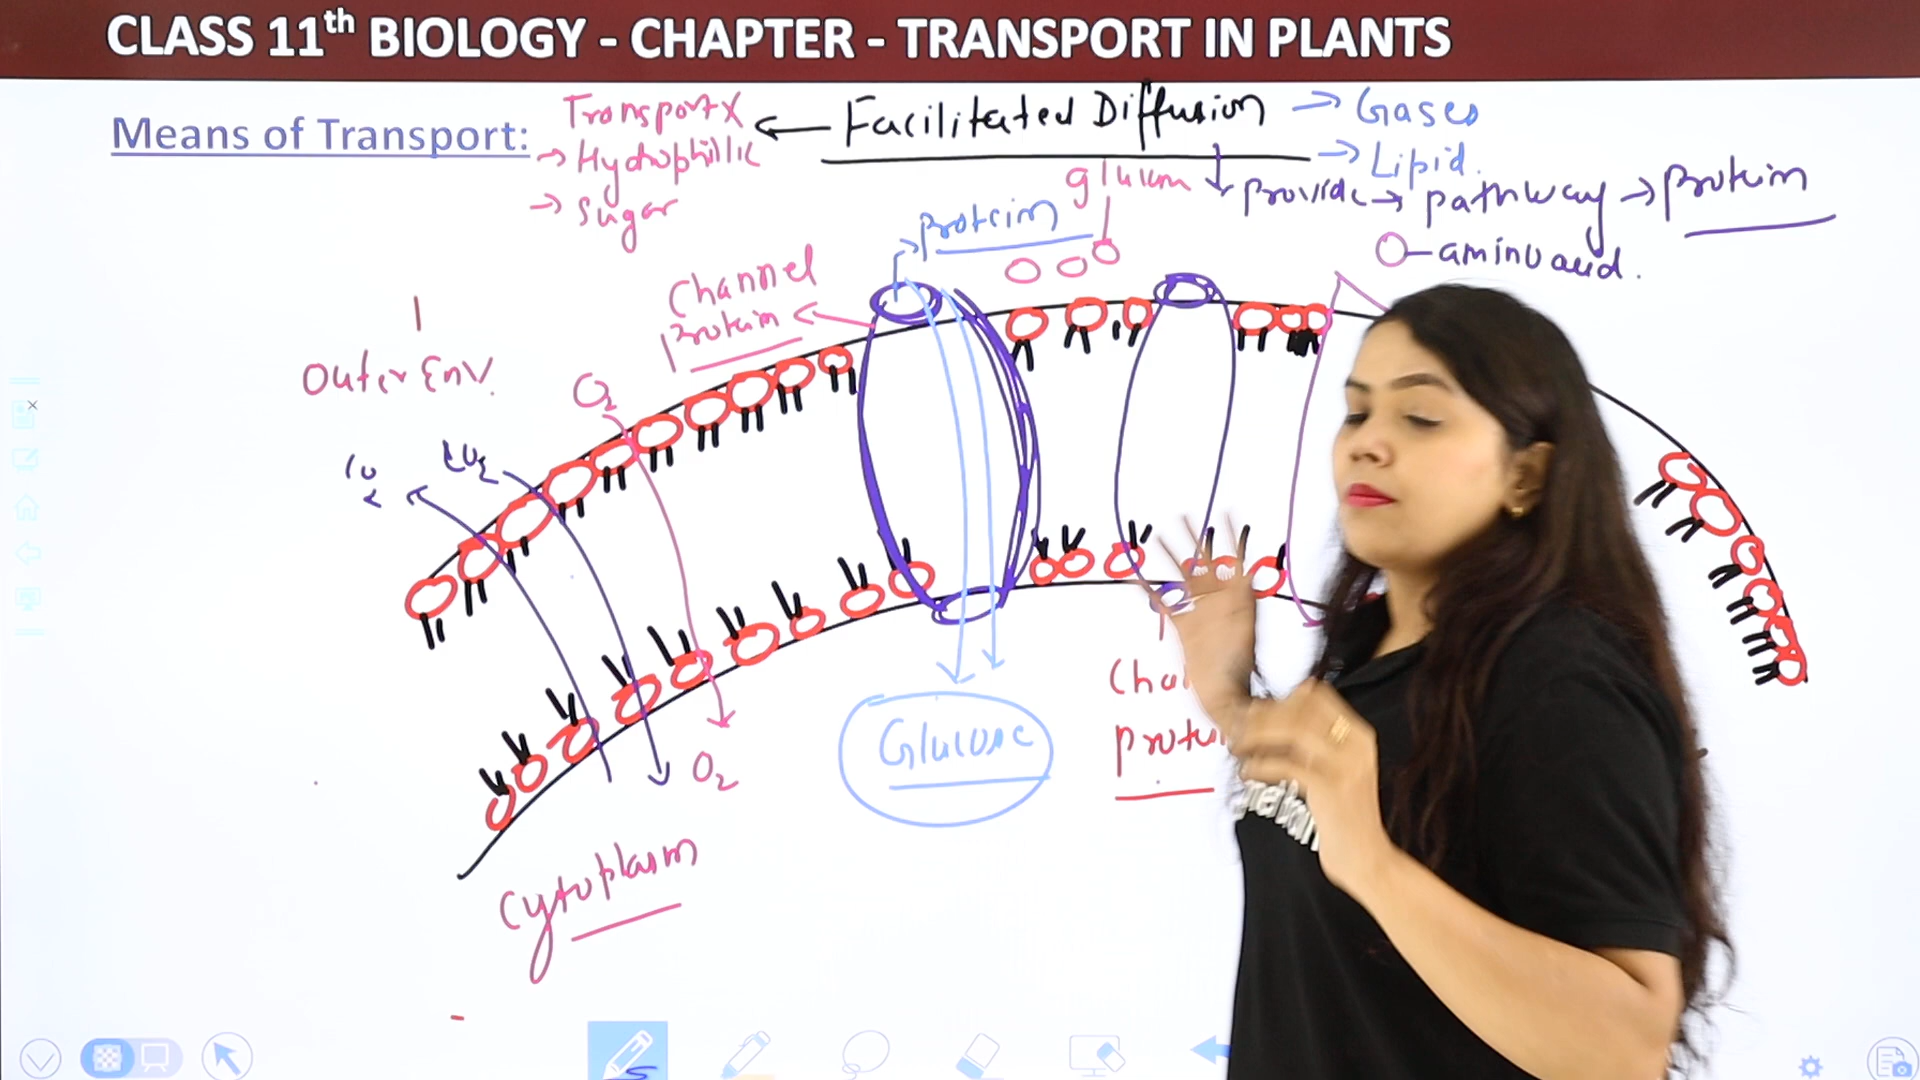 CLASS 11th BIOLOGY - CHAPTER - TRANSPORT IN PLANTS
Means of Transport:
Transport X
→ Hydrophillic
→ Sugar
← Facilitated Diffusion
→ Gases
→ Lipid.
↓ provide → pathway → Protein
O-amino acid.
Protein
Channel
protein
Outer Env.
O2
CO2
O2
Glucose
protein
Cytoplasm